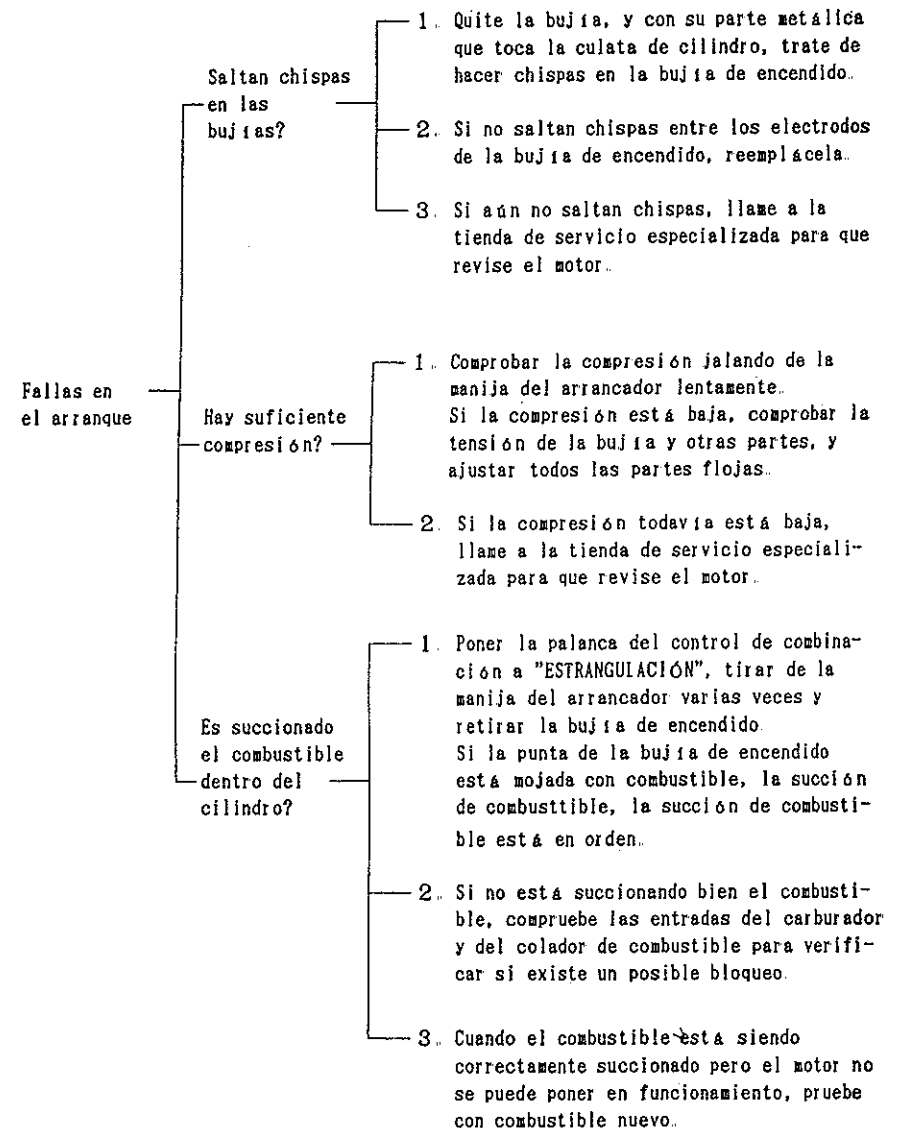 Fallas en
el arranque
Saltan chispas
en las
bujías?
1. Quite la bujía, y con su parte metálica
que toca la culata de cilindro, trate de
hacer chispas en la bujía de encendido.
2. Si no saltan chispas entre los electrodos
de la bujía de encendido, reemplácela.
3. Si aún no saltan chispas, llame a la
tienda de servicio especializada para que
revise el motor.
Hay suficiente
compresión?
1. Comprobar la compresión jalando de la
manija del arrancador lentamente.
Si la compresión está baja, comprobar la
tensión de la bujía y otras partes, y
ajustar todos las partes flojas.
2. Si la compresión todavía está baja,
llame a la tienda de servicio especiali-
zada para que revise el motor.
Es succionado
el combustible
dentro del
cilindro?
1. Poner la palanca del control de combina-
ción a "ESTRANGULACIÓN", tirar de la
manija del arrancador varias veces y
retirar la bujía de encendido.
Si la punta de la bujía de encendido
está mojada con combustible, la succión
de combusttible, la succión de combusti-
ble está en orden.
2. Si no está succionando bien el combusti-
ble, compruebe las entradas del carburador
y del colador de combustible para verifi-
car si existe un posible bloqueo.
3. Cuando el combustible está siendo
correctamente succionado pero el motor no
se puede poner en funcionamiento, pruebe
con combustible nuevo.